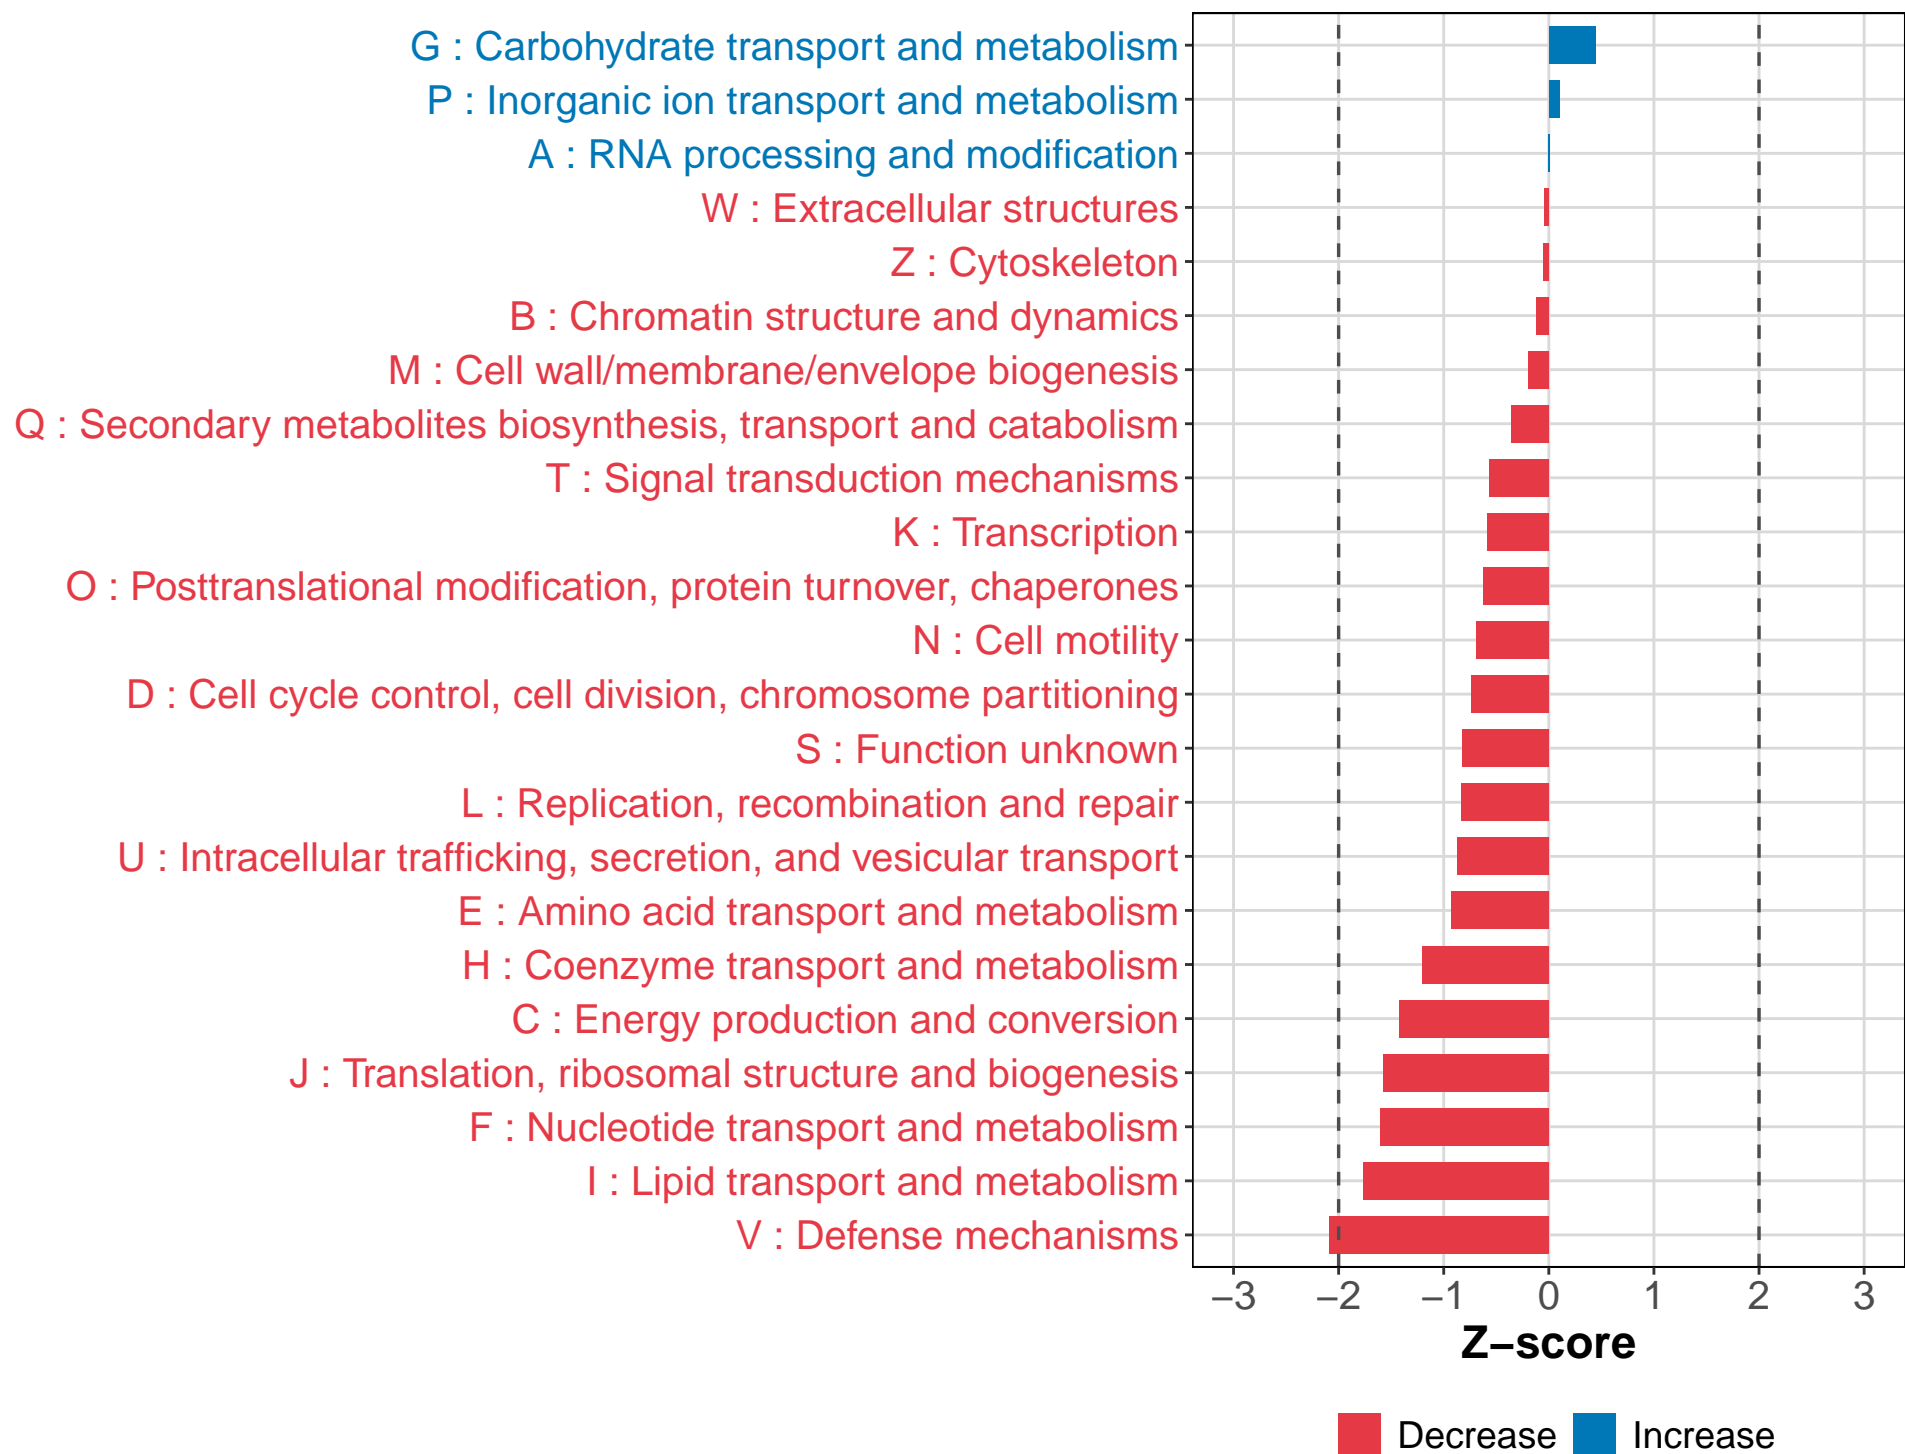 G : Carbohydrate transport and metabolism
P : Inorganic ion transport and metabolism
A : RNA processing and modification
W : Extracellular structures
Z : Cytoskeleton
B : Chromatin structure and dynamics
M : Cell wall/membrane/envelope biogenesis
Q : Secondary metabolites biosynthesis, transport and catabolism
T : Signal transduction mechanisms
K : Transcription
O : Posttranslational modification, protein turnover, chaperones
N : Cell motility
D : Cell cycle control, cell division, chromosome partitioning
S : Function unknown
L : Replication, recombination and repair
U : Intracellular trafficking, secretion, and vesicular transport
E : Amino acid transport and metabolism
H : Coenzyme transport and metabolism
C : Energy production and conversion
J : Translation, ribosomal structure and biogenesis
F : Nucleotide transport and metabolism
I : Lipid transport and metabolism
V : Defense mechanisms
−3 −2 −1 0 1 2 3
Z−score
Decrease Increase